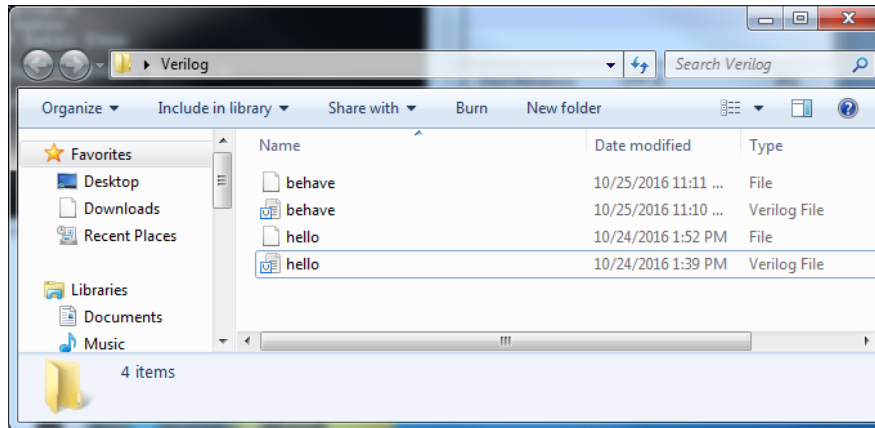 Verilog
Search Verilog
Organize Include in library Share with Burn New folder
Name Date modified Type
Favorites
Desktop
Downloads
Recent Places
Libraries
Documents
Music
behave 10/25/2016 11:11 ... File
behave 10/25/2016 11:10 ... Verilog File
hello 10/24/2016 1:52 PM File
hello 10/24/2016 1:39 PM Verilog File
4 items